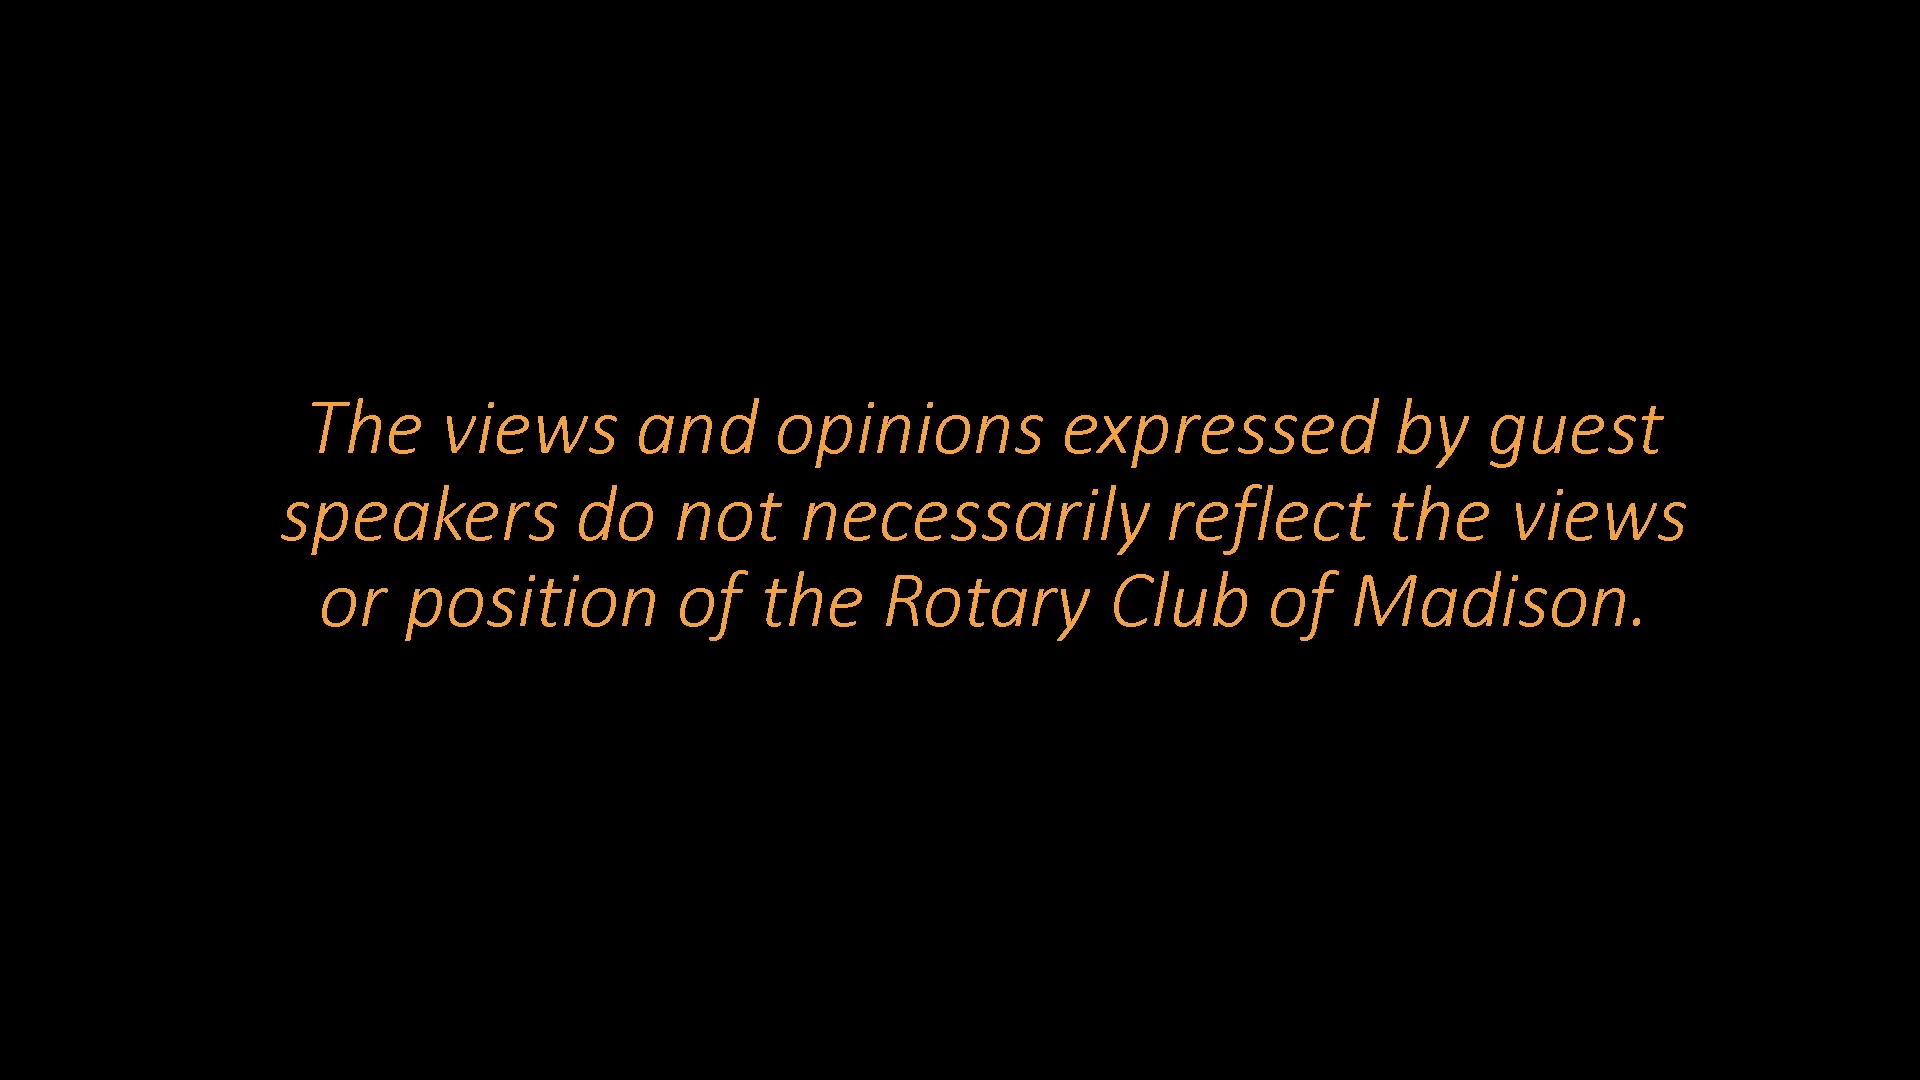 The views and opinions expressed by guest
speakers do not necessarily reflect the views
or position of the Rotary Club of Madison.